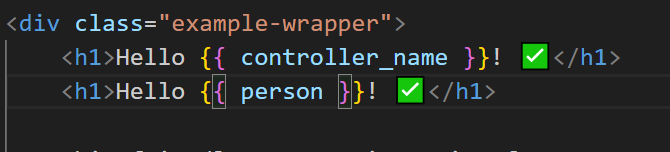 <div class="example-wrapper">
<h1>Hello {{ controller_name }}! ✅</h1>
<h1>Hello {{ person }}! ✅</h1>